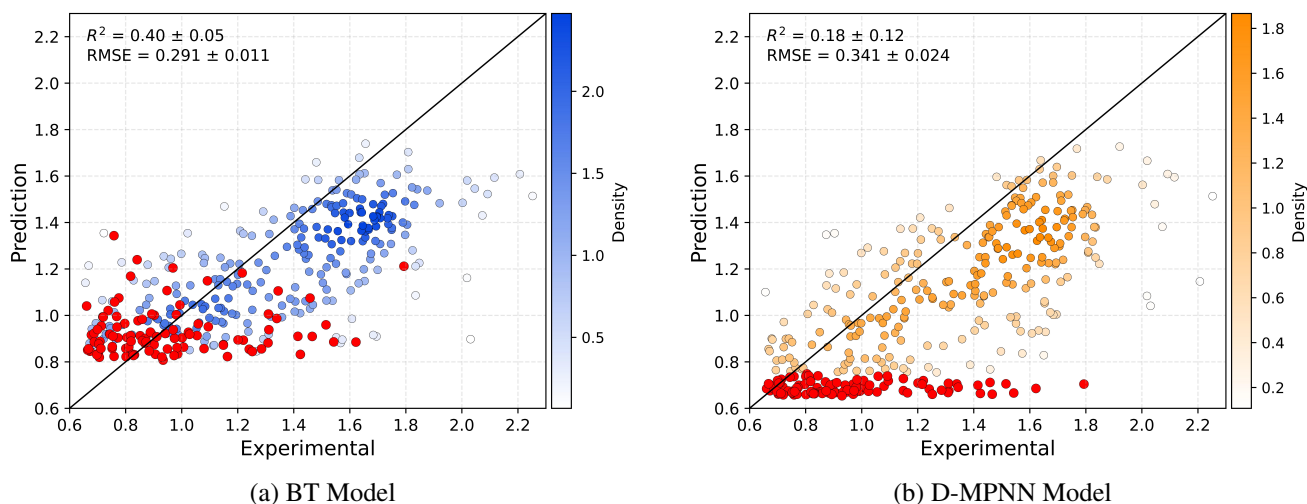 R² = 0.40 ± 0.05
RMSE = 0.291 ± 0.011
2.2
2.0
1.8
1.6
1.4
1.2
1.0
0.8
0.6
Prediction
0.6 0.8 1.0 1.2 1.4 1.6 1.8 2.0 2.2
Experimental
2.0
1.5
1.0
0.5
Density
(a) BT Model
R² = 0.18 ± 0.12
RMSE = 0.341 ± 0.024
2.2
2.0
1.8
1.6
1.4
1.2
1.0
0.8
0.6
Prediction
0.6 0.8 1.0 1.2 1.4 1.6 1.8 2.0 2.2
Experimental
1.8
1.6
1.4
1.2
1.0
0.8
0.6
0.4
0.2
Density
(b) D-MPNN Model